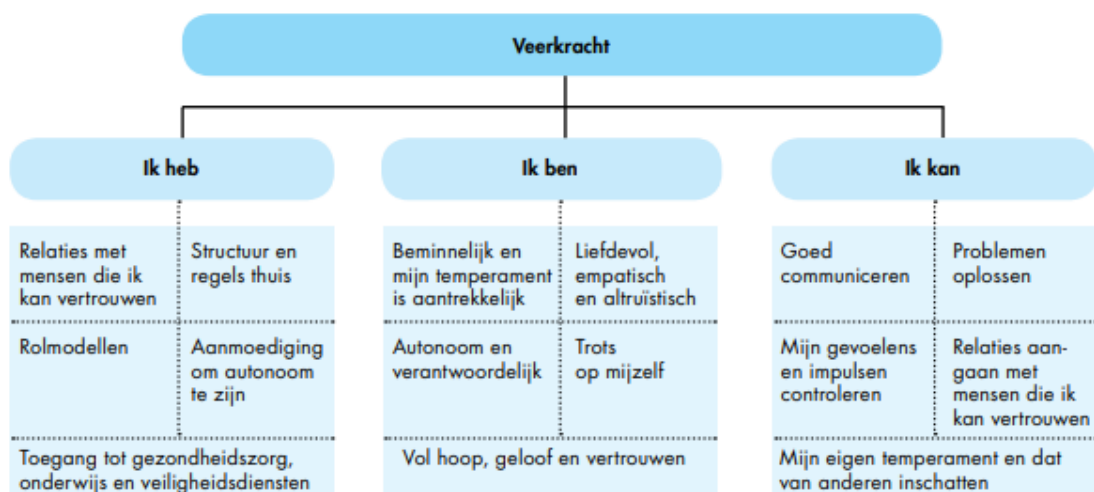 Veerkracht
Ik heb
Ik ben
Ik kan
Relaties met
mensen die ik
kan vertrouwen
Structuur en
regels thuis
Rolmodellen
Aanmoediging
om autonoom
te zijn
Toegang tot gezondheidszorg,
onderwijs en veiligheidsdiensten
Beminnelijk en
mijn temperament
is aantrekkelijk
Liefdevol,
empatisch
en altruïstisch
Autonoom en
verantwoordelijk
Trots
op mijzelf
Vol hoop, geloof en vertrouwen
Goed
communiceren
Problemen
oplossen
Mijn gevoelens
en impulsen
controleren
Relaties aan-
gaan met
mensen die ik
kan vertrouwen
Mijn eigen temperament en dat
van anderen inschatten